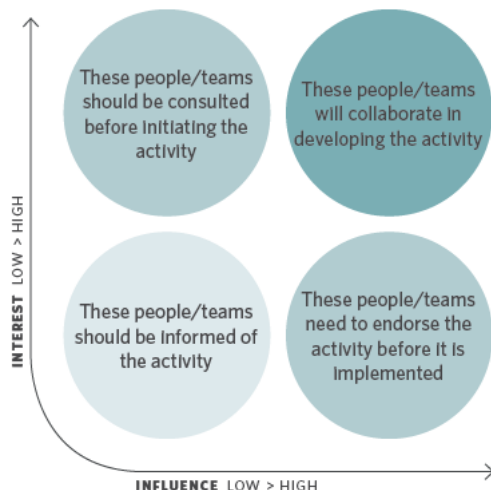 These people/teams
should be consulted
before initiating the
activity
These people/teams
will collaborate in
developing the activity
These people/teams
should be informed of
the activity
These people/teams
need to endorse the
activity before it is
implemented
INTEREST LOW > HIGH
INFLUENCE LOW > HIGH